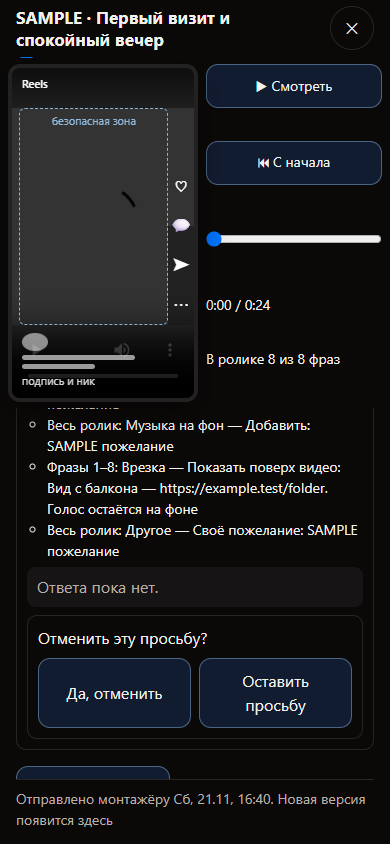 SAMPLE · Первый визит и
спокойный вечер
Reels
безопасная зона
подпись и ник
▶ Смотреть
⏮ С начала
0:00 / 0:24
В ролике 8 из 8 фраз
пожелание
Весь ролик: Музыка на фон — Добавить:
SAMPLE пожелание
Фразы 1–8: Врезка — Показать поверх видео:
Вид с балкона — https://example.test/folder.
Голос остаётся на фоне
Весь ролик: Другое — Своё пожелание: SAMPLE
пожелание
Ответа пока нет.
Отменить эту просьбу?
Да, отменить
Оставить
просьбу
Отправлено монтажёру Сб, 21.11, 16:40. Новая версия
появится здесь